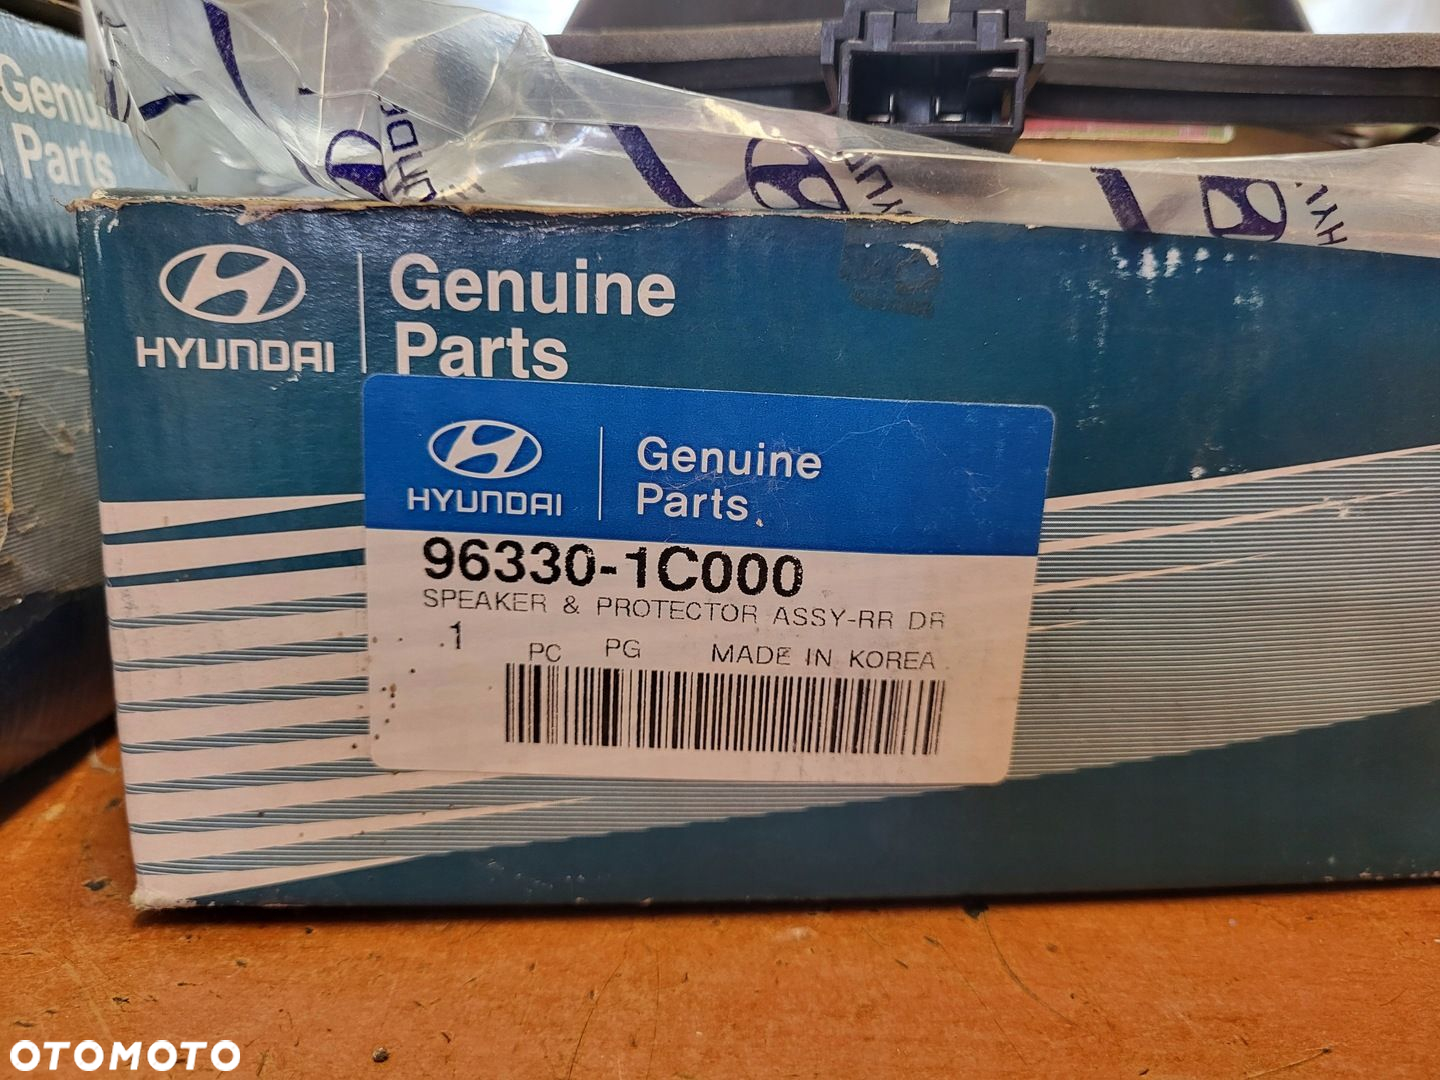 Genu
Parts
HYUNDAI
Genuine
Parts
HYUNDAI
Genuine
Parts
96330-1C000
SPEAKER & PROTECTOR ASSY-RR DR
1 PC PG MADE IN KOREA
OTOMOTO